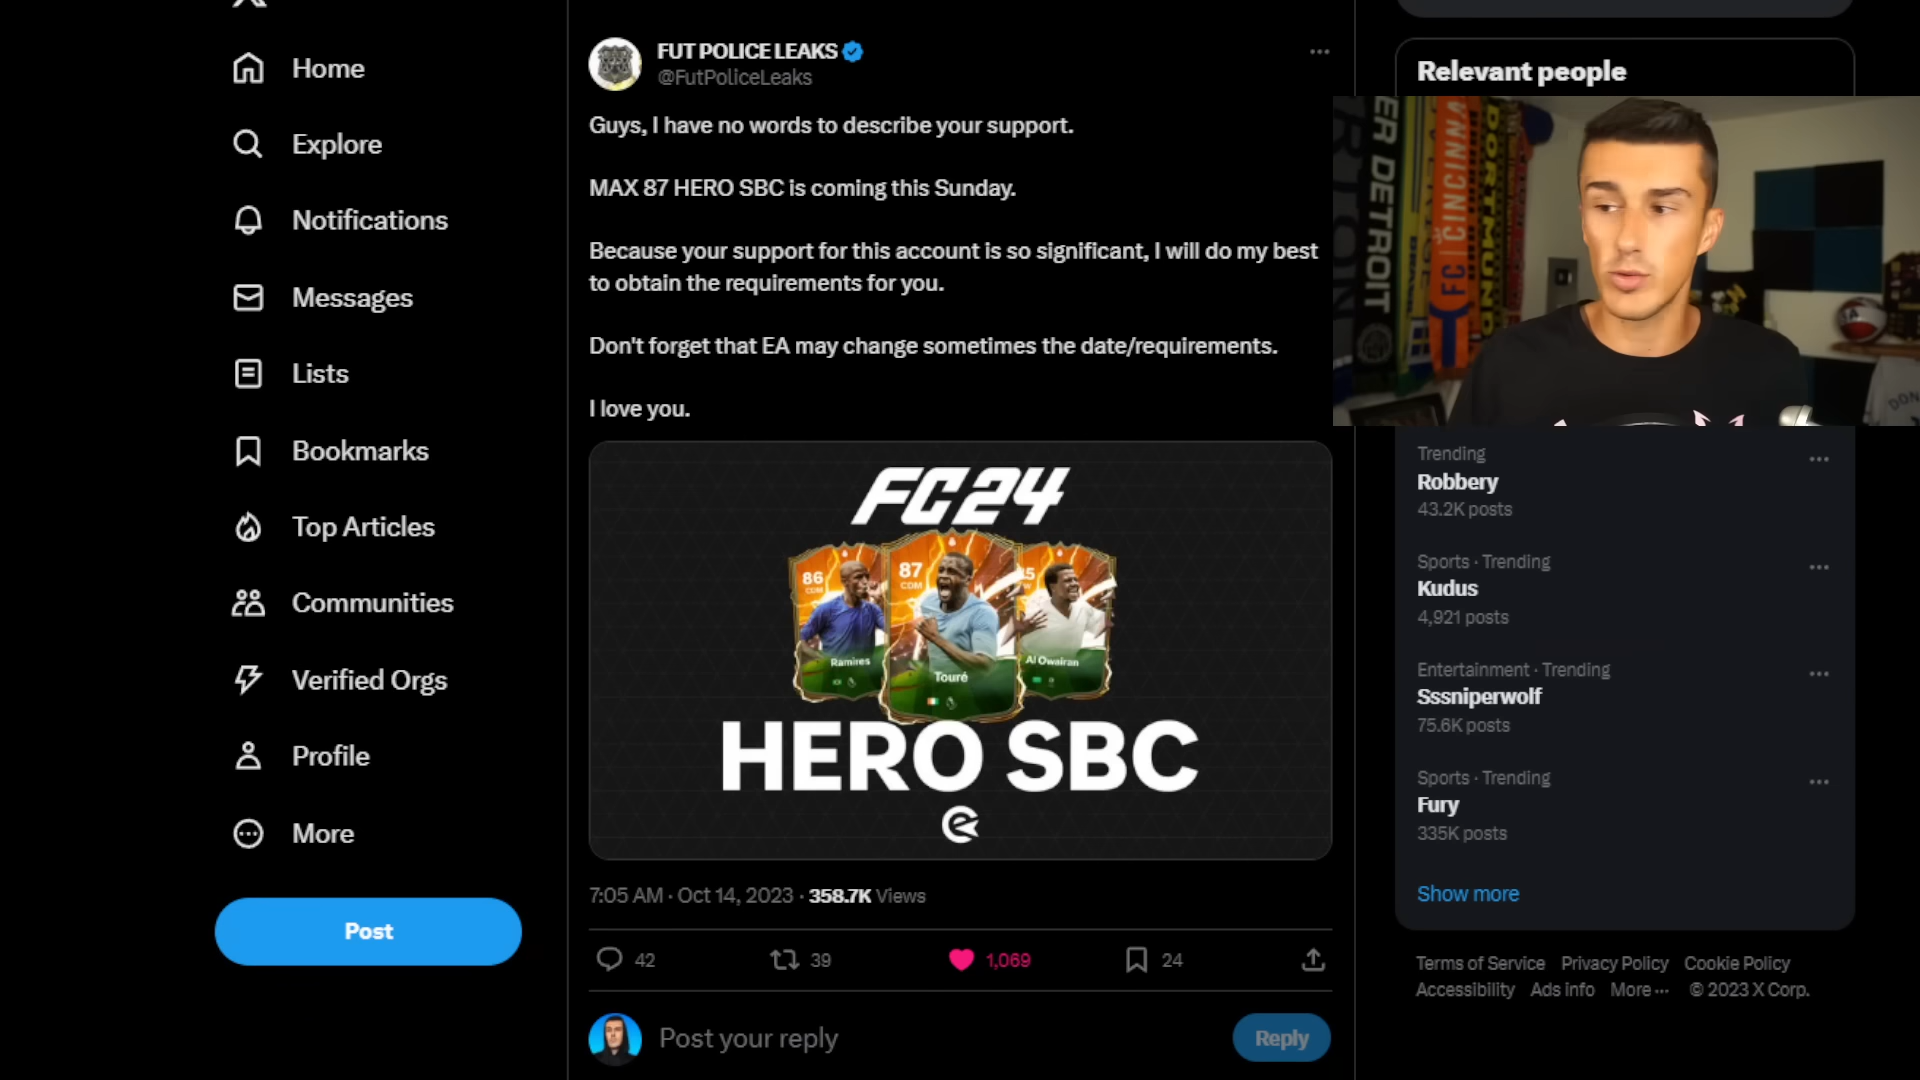 Home
Explore
Notifications
Messages
Lists
Bookmarks
Top Articles
Communities
Verified Orgs
Profile
More
Post
FUT POLICE LEAKS
@FutPoliceLeaks
Guys, I have no words to describe your support.
MAX 87 HERO SBC is coming this Sunday.
Because your support for this account is so significant, I will do my best
to obtain the requirements for you.
Don't forget that EA may change sometimes the date/requirements.
I love you.
FC24
86
CDM
Ramires
87
CDM
Touré
Al Owairan
HERO SBC
7:05 AM · Oct 14, 2023 · 358.7K Views
42
39
1,069
24
Post your reply
Reply
Relevant people
ER DETROIT
FC CINCINNA
DORTMUND
Trending
Robbery
43.2K posts
Sports · Trending
Kudus
4,921 posts
Entertainment · Trending
Sssniperwolf
75.6K posts
Sports · Trending
Fury
335K posts
Show more
Terms of Service Privacy Policy Cookie Policy
Accessibility Ads info More ··· © 2023 X Corp.